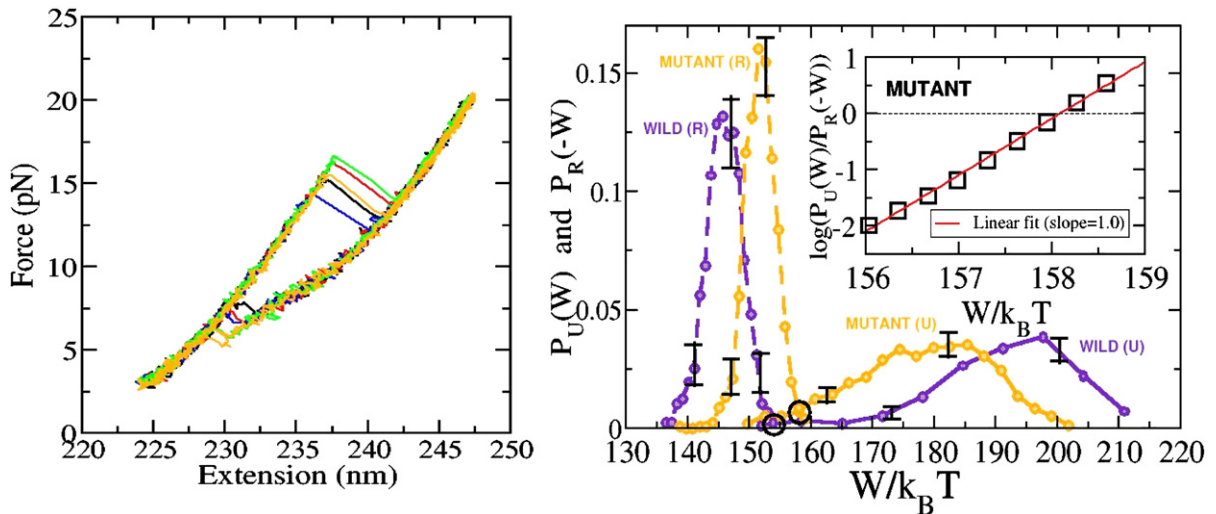 Force (pN)
25
20
15
10
5
0
220 225 230 235 240 245 250
Extension (nm)
P_U(W) and P_R(-W)
0.15
0.1
0.05
0
130 140 150 160 170 180 190 200 210 220
W/k_BT
MUTANT (R)
WILD (R)
MUTANT (U)
WILD (U)
log(P_U(W)/P_R(-W))
1
0
-1
-2
MUTANT
Linear fit (slope=1.0)
156 157 158 159
W/k_BT